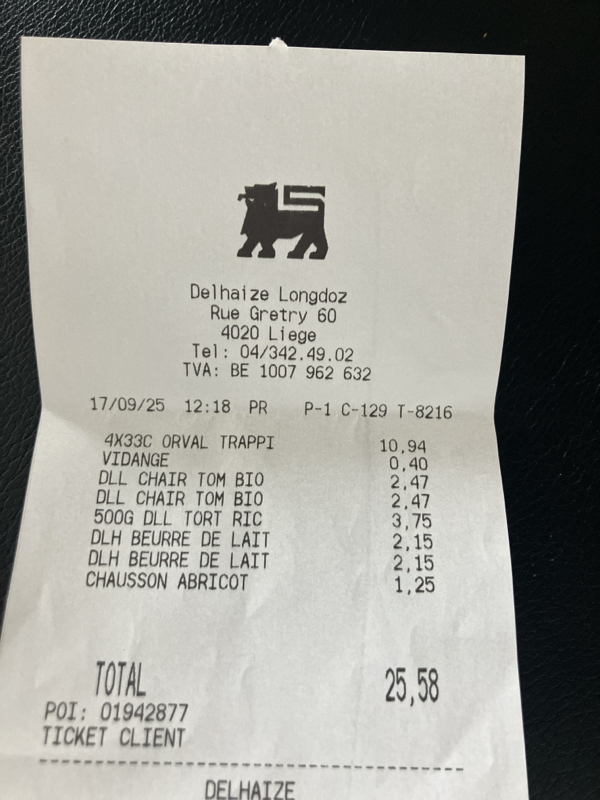 Delhaize Longdoz
Rue Gretry 60
4020 Liege
Tel: 04/342.49.02
TVA: BE 1007 962 632
17/09/25 12:18 PR P-1 C-129 T-8216
4X33C ORVAL TRAPPI 10,94
VIDANGE 0,40
DLL CHAIR TOM BIO 2,47
DLL CHAIR TOM BIO 2,47
500G DLL TORT RIC 3,75
DLH BEURRE DE LAIT 2,15
DLH BEURRE DE LAIT 2,15
CHAUSSON ABRICOT 1,25
TOTAL 25,58
POI: 01942877
TICKET CLIENT
DELHAIZE